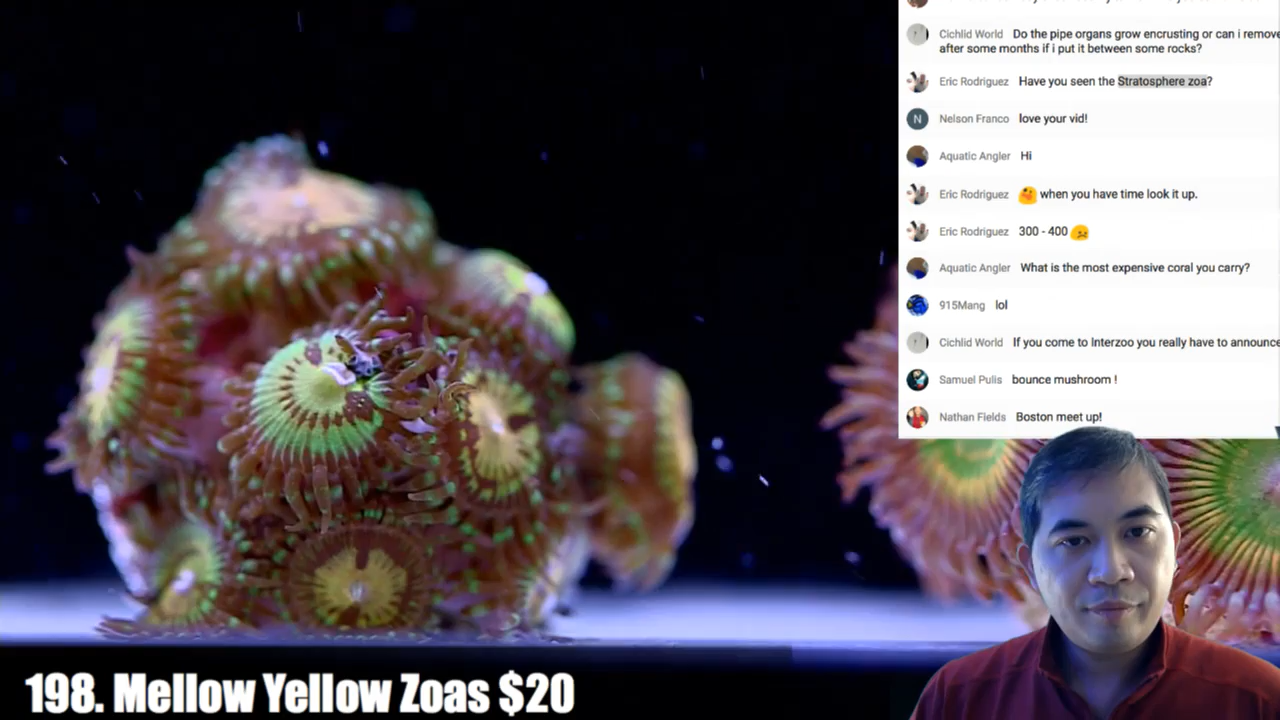 Cichlid World Do the pipe organs grow encrusting or can i remove
after some months if i put it between some rocks?
Eric Rodriguez Have you seen the Stratosphere zoa?
N Nelson Franco love your vid!
Aquatic Angler Hi
Eric Rodriguez when you have time look it up.
Eric Rodriguez 300 - 400
Aquatic Angler What is the most expensive coral you carry?
915Mang lol
Cichlid World If you come to Interzoo you really have to announce
Samuel Pulis bounce mushroom !
Nathan Fields Boston meet up!
198. Mellow Yellow Zoas $20